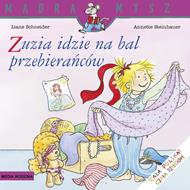 MĄDRA MYSZ
Liane Schneider Annette Steinhauer
Zuzia idzie na bal
przebierańców
MEDIA RODZINA